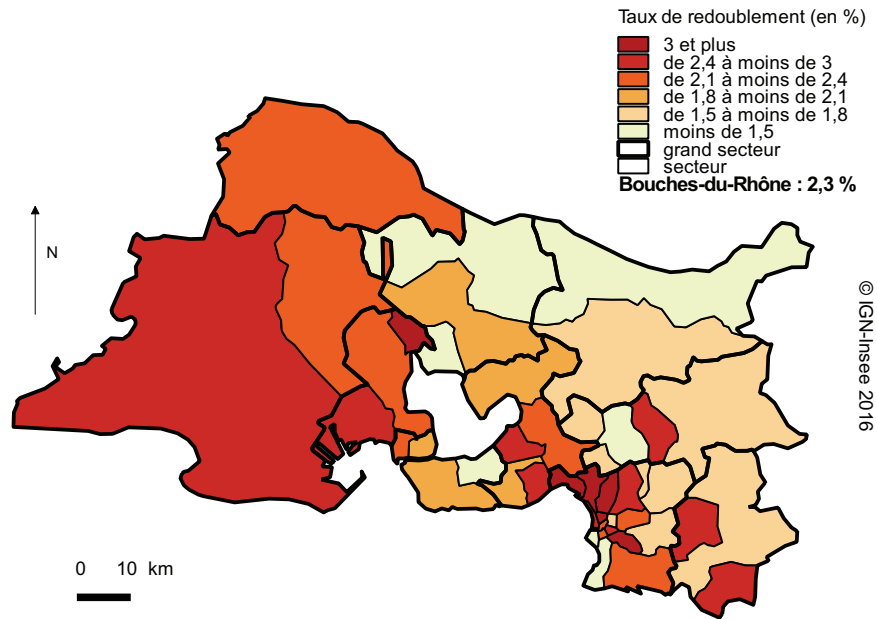 Taux de redoublement (en %)
3 et plus
de 2,4 à moins de 3
de 2,1 à moins de 2,4
de 1,8 à moins de 2,1
de 1,5 à moins de 1,8
moins de 1,5
grand secteur
secteur
Bouches-du-Rhône : 2,3 %
N
© IGN-Insee 2016
0 10 km